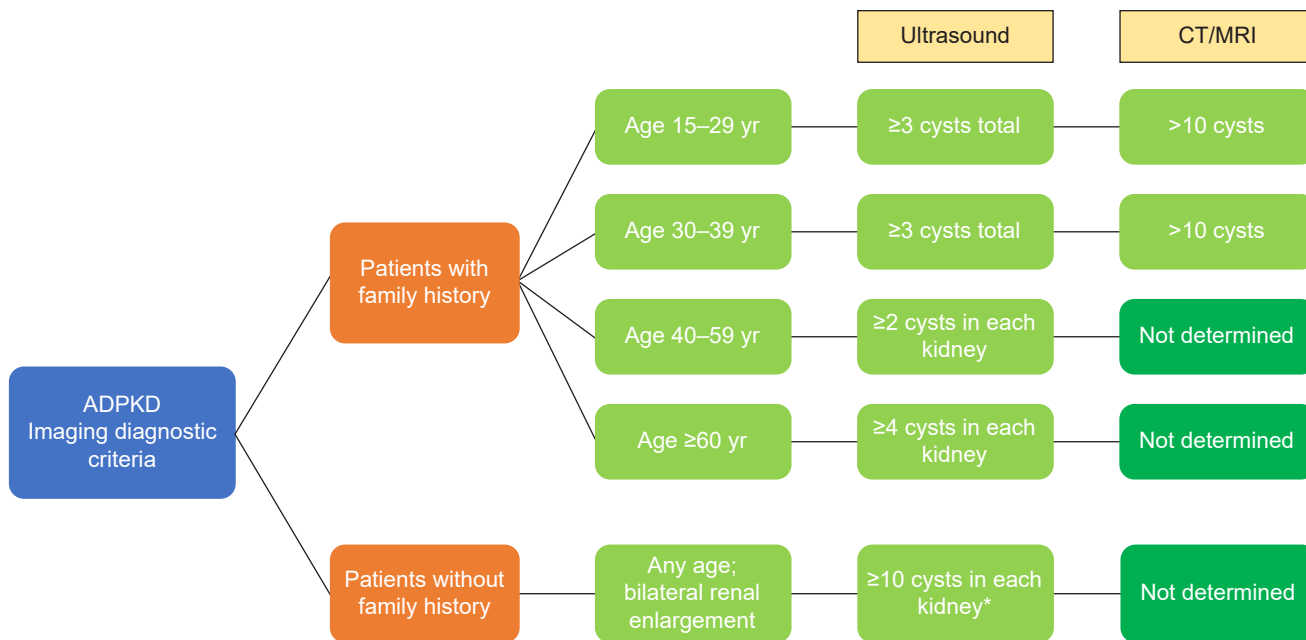 Ultrasound
CT/MRI
Age 15–29 yr
≥3 cysts total
>10 cysts
Age 30–39 yr
≥3 cysts total
>10 cysts
Patients with
family history
Age 40–59 yr
≥2 cysts in each
kidney
Not determined
ADPKD
Imaging diagnostic
criteria
Age ≥60 yr
≥4 cysts in each
kidney
Not determined
Patients without
family history
Any age;
bilateral renal
enlargement
≥10 cysts in each
kidney*
Not determined